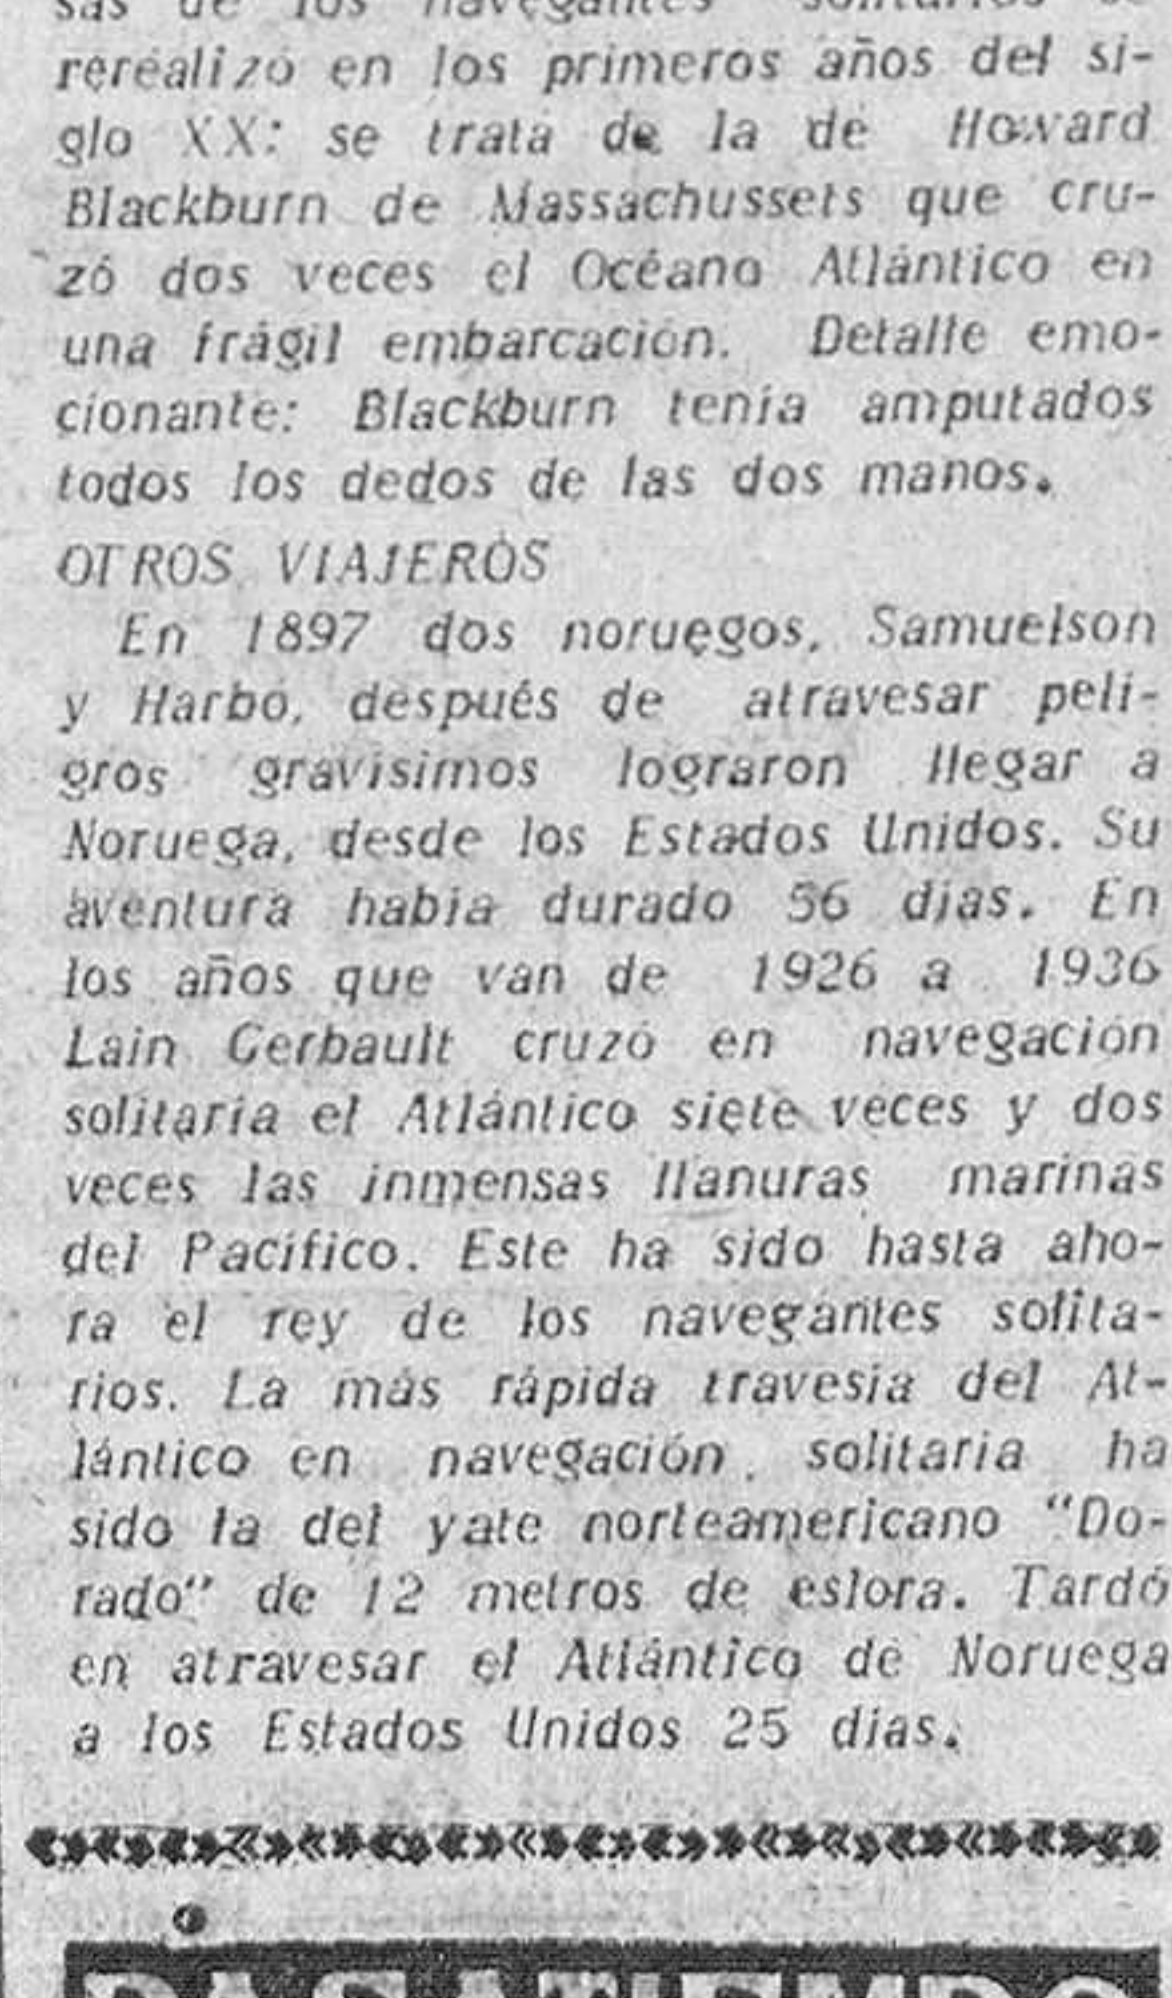 sas de los navegantes solitarios se
rerealizó en los primeros años del si-
glo XX: se trata de la de Howard
Blackburn de Massachussets que cru-
zó dos veces el Océano Atlántico en
una frágil embarcación. Detalle emo-
cionante: Blackburn tenía amputados
todos los dedos de las dos manos.
OTROS VIAJEROS
En 1897 dos noruegos, Samuelson
y Harbo, después de atravesar peli-
gros gravísimos lograron llegar a
Noruega, desde los Estados Unidos. Su
aventura había durado 56 días. En
los años que van de 1926 a 1936
Lain Gerbault cruzó en navegación
solitaria el Atlántico siete veces y dos
veces las inmensas llanuras marinas
del Pacífico. Este ha sido hasta aho-
ra el rey de los navegantes solita-
rios. La más rápida travesía del At-
lántico en navegación solitaria ha
sido la del yate norteamericano "Do-
rado" de 12 metros de eslora. Tardó
en atravesar el Atlántico de Noruega
a los Estados Unidos 25 días.
PASATIEMPO